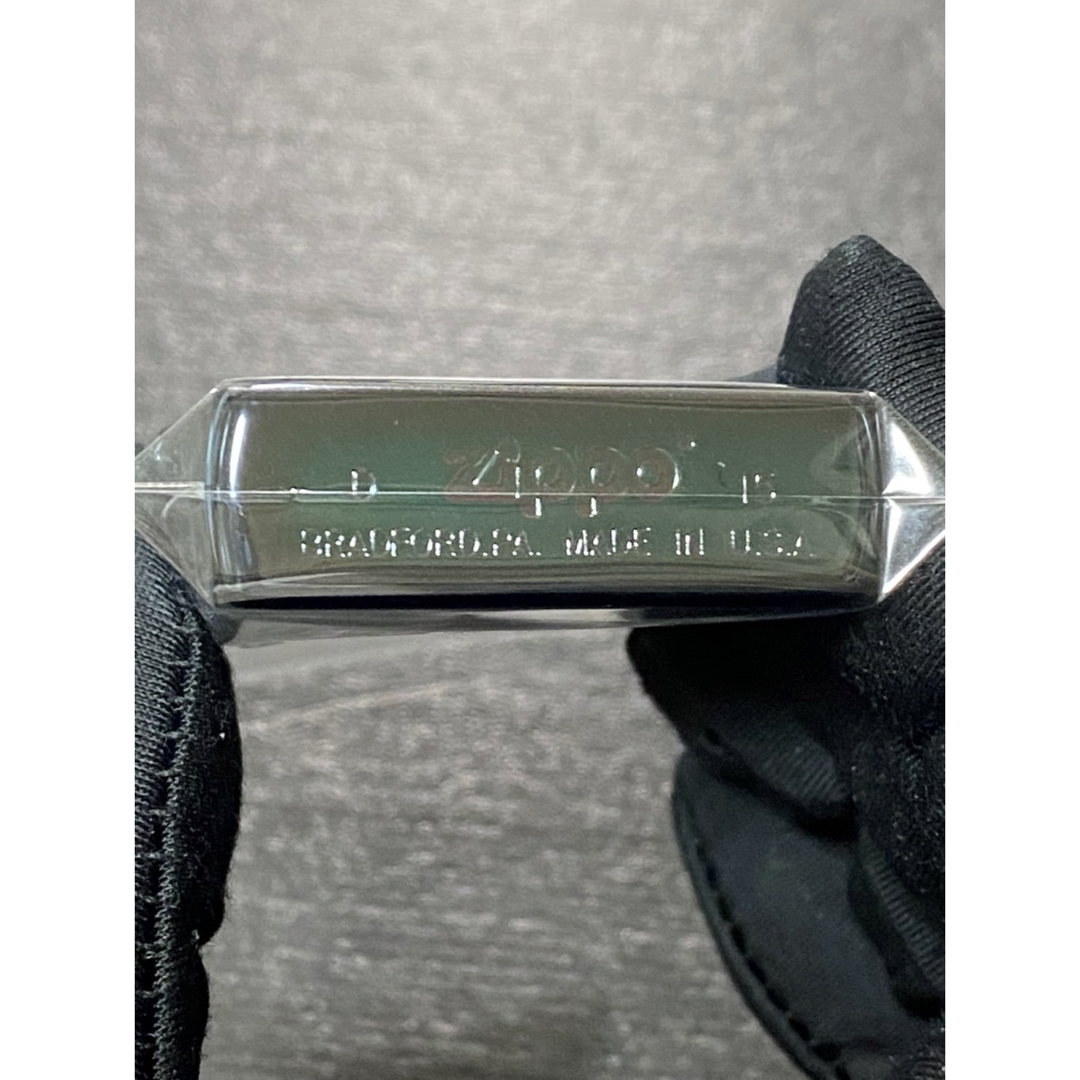 D Zippo '15
BRADFORD,PA. MADE IN U.S.A.